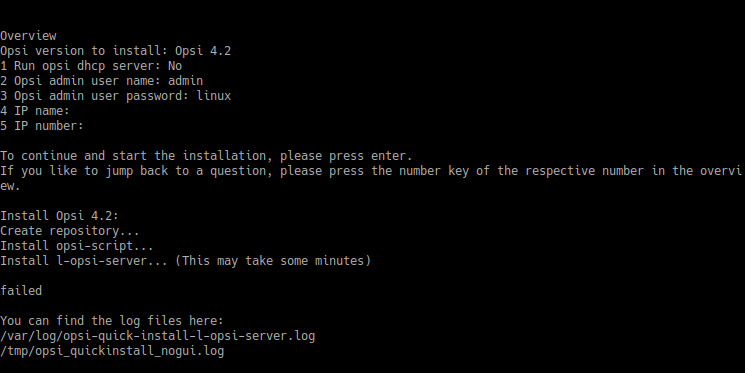 Overview
Opsi version to install: Opsi 4.2
1 Run opsi dhcp server: No
2 Opsi admin user name: admin
3 Opsi admin user password: linux
4 IP name:
5 IP number:
To continue and start the installation, please press enter.
If you like to jump back to a question, please press the number key of the respective number in the overvi
ew.
Install Opsi 4.2:
Create repository...
Install opsi-script...
Install l-opsi-server... (This may take some minutes)
failed
You can find the log files here:
/var/log/opsi-quick-install-l-opsi-server.log
/tmp/opsi_quickinstall_nogui.log